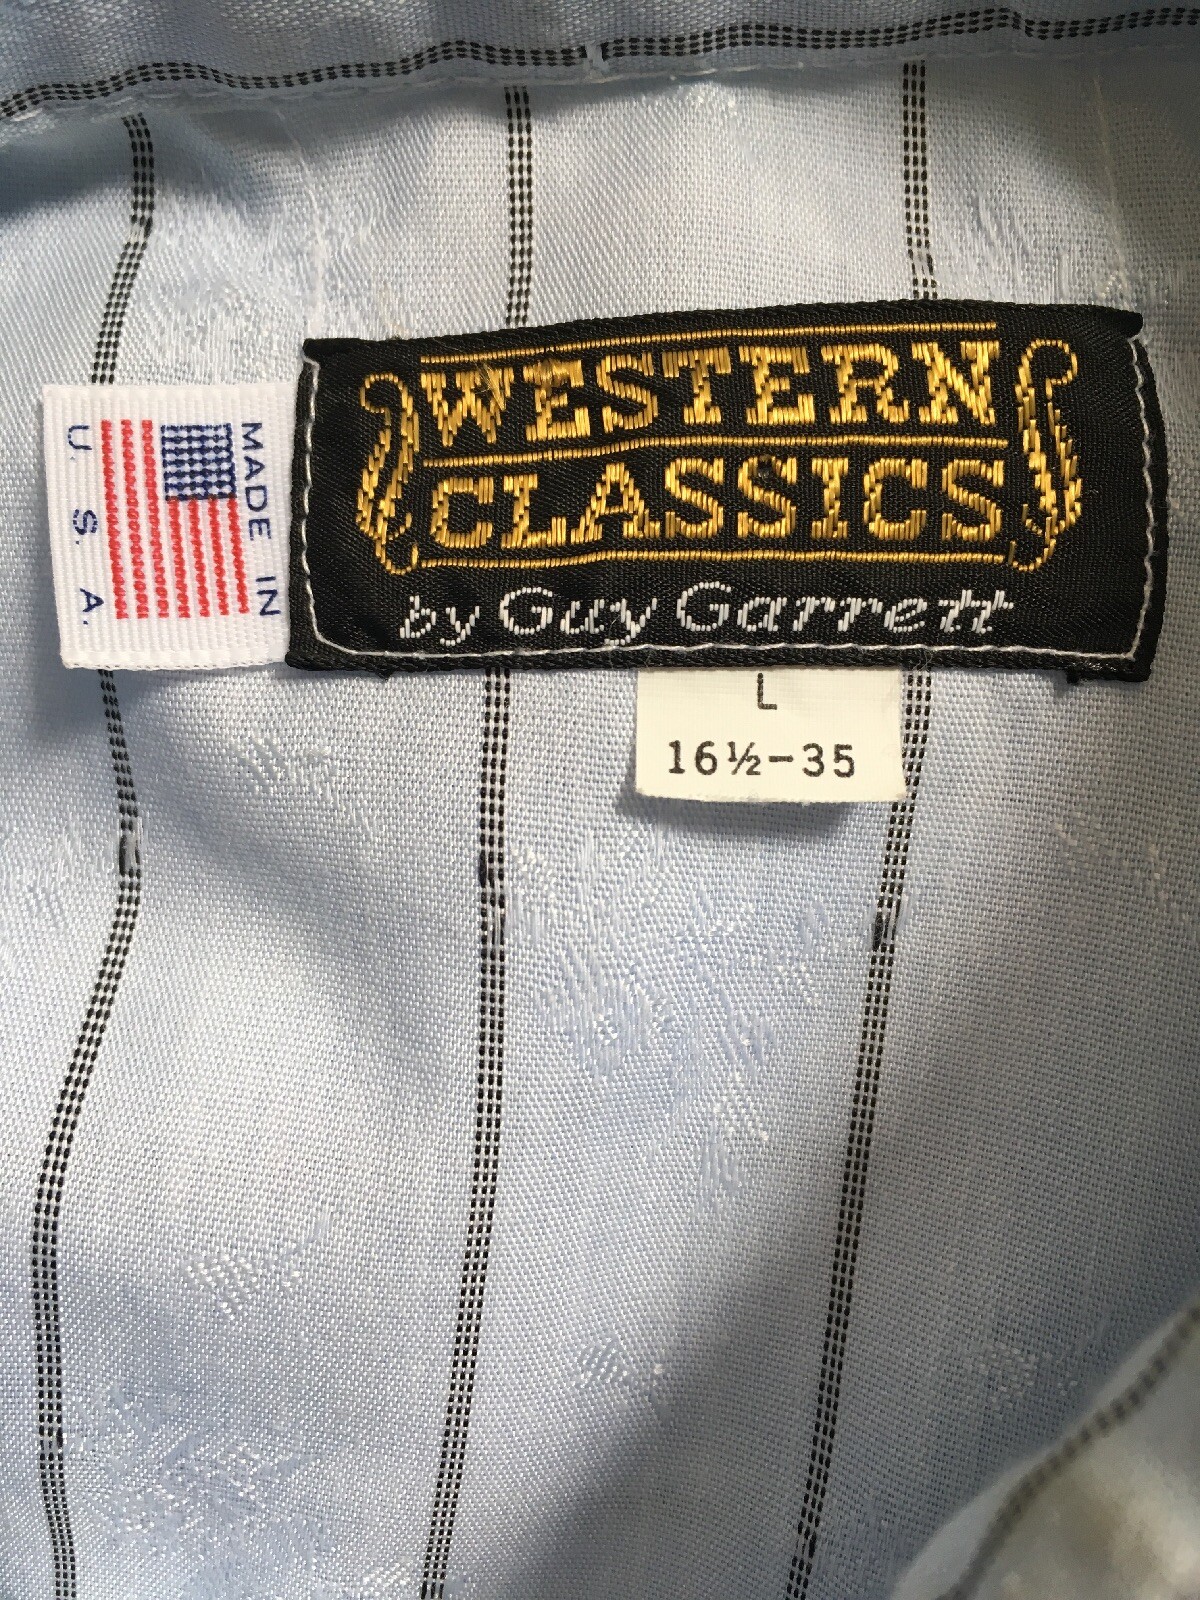 MADE IN
U. S. A.
WESTERN
CLASSICS
by Guy Garrett
L
16½-35